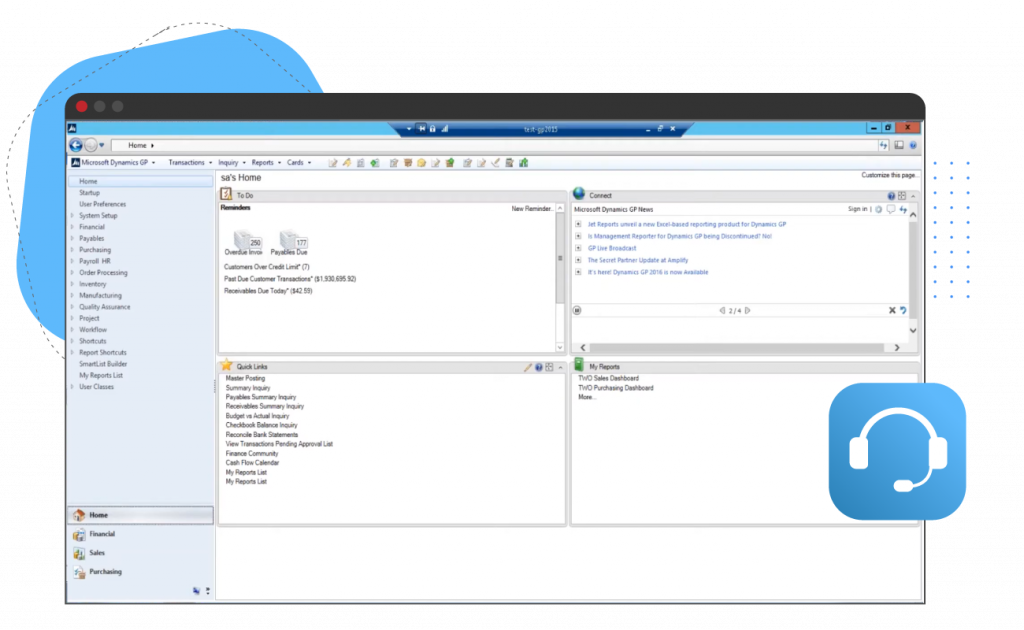 test-gp2015
Home
Microsoft Dynamics GP Transactions Inquiry Reports Cards
Home
Startup
User Preferences
System Setup
Financial
Payables
Purchasing
Payroll HR
Order Processing
Inventory
Manufacturing
Quality Assurance
Project
Workflow
Shortcuts
Report Shortcuts
SmartList Builder
My Reports List
User Classes
Home
Financial
Sales
Purchasing
sa's Home
Customize this page...
To Do
Reminders
New Reminder...
250
177
Overdue Invoi
Payables Due
Customers Over Credit Limit* (7)
Past Due Customer Transactions* ($1,930,695.92)
Receivables Due Today* ($42.59)
Connect
Microsoft Dynamics GP News
Sign in |
Jet Reports unveil a new Excel-based reporting product for Dynamics GP
Is Management Reporter for Dynamics GP being Discontinued? No!
GP Live Broadcast
The Secret Partner Update at Amplify
It's here! Dynamics GP 2016 is now Available
2/4
Quick Links
Master Posting
Summary Inquiry
Payables Summary Inquiry
Receivables Summary Inquiry
Budget vs Actual Inquiry
Checkbook Balance Inquiry
Reconcile Bank Statements
View Transactions Pending Approval List
Finance Community
Cash Flow Calendar
My Reports List
My Reports List
My Reports
TWO Sales Dashboard
TWO Purchasing Dashboard
More...